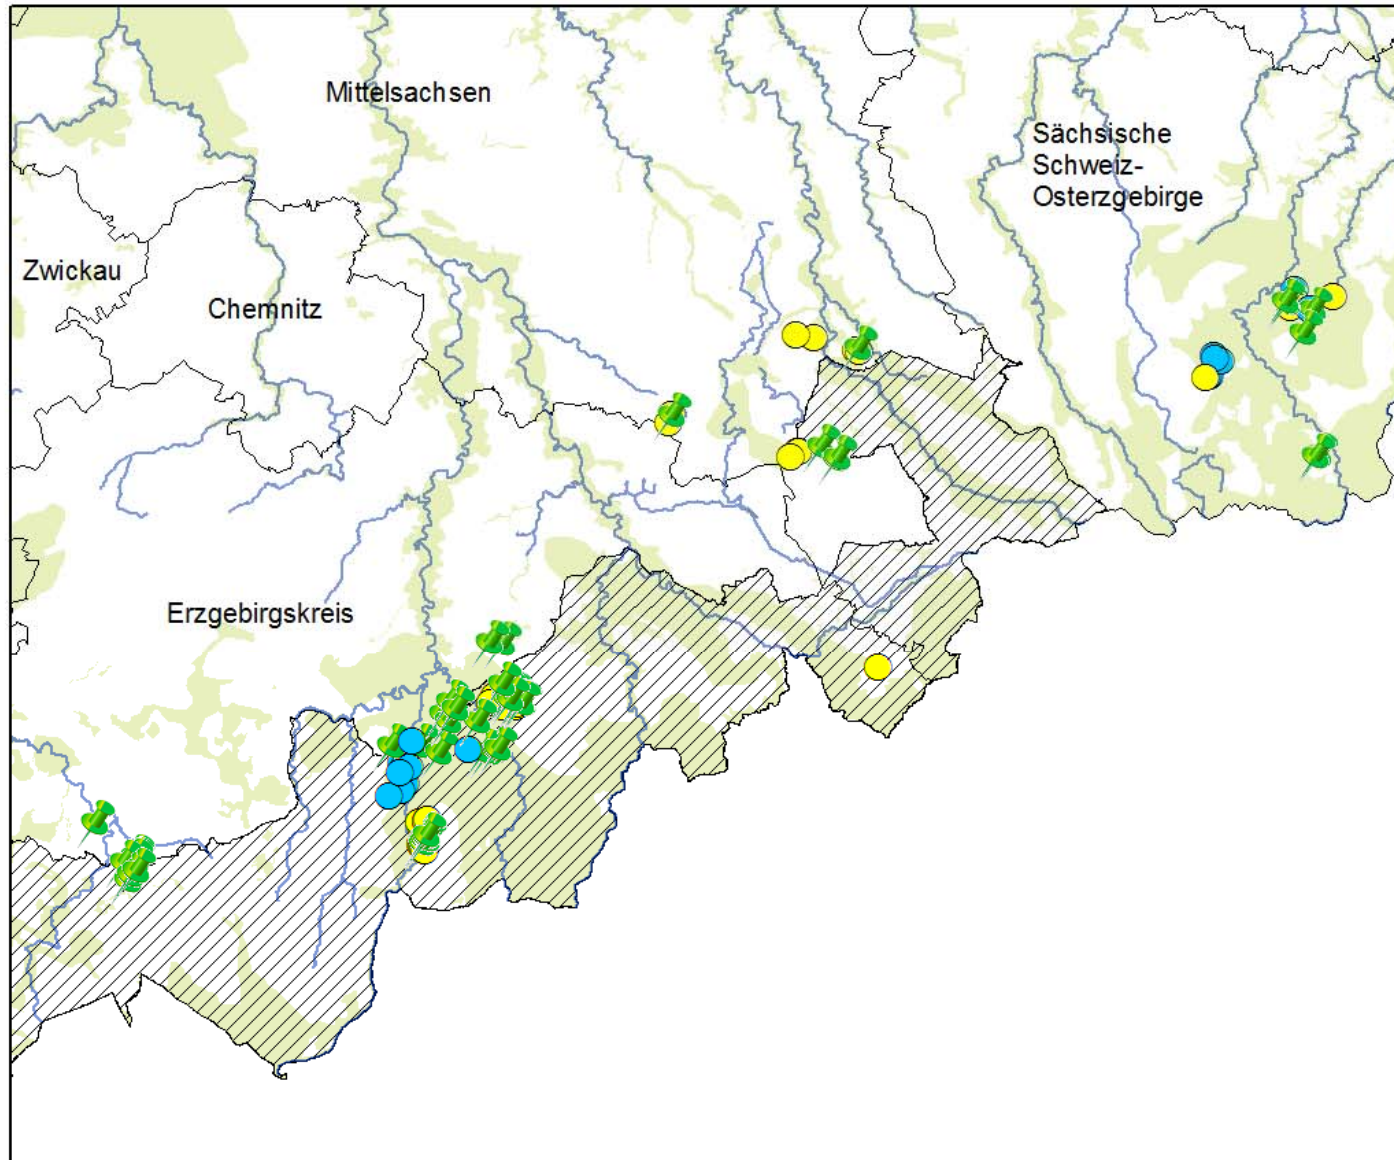 Mittelsachsen
Sächsische
Schweiz-
Osterzgebirge
Zwickau
Chemnitz
Erzgebirgskreis